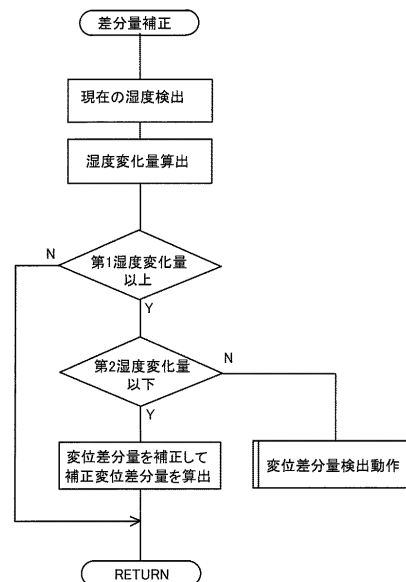 差分量補正
現在の湿度検出
湿度変化量算出
N
第1湿度変化量
以上
Y
第2湿度変化量
以下
N
Y
変位差分量を補正して
補正変位差分量を算出
変位差分量検出動作
RETURN